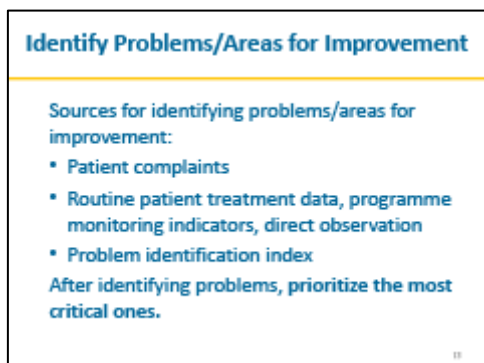 Identify Problems/Areas for Improvement
Sources for identifying problems/areas for
improvement:
• Patient complaints
• Routine patient treatment data, programme
monitoring indicators, direct observation
• Problem identification index
After identifying problems, prioritize the most
critical ones.